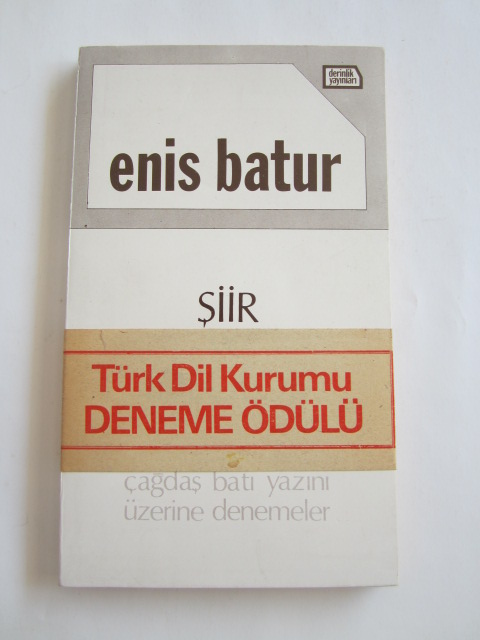 derinlik
yayınları
enis batur
ŞİİR
Türk Dil Kurumu
DENEME ÖDÜLÜ
çağdaş batı yazını
üzerine denemeler